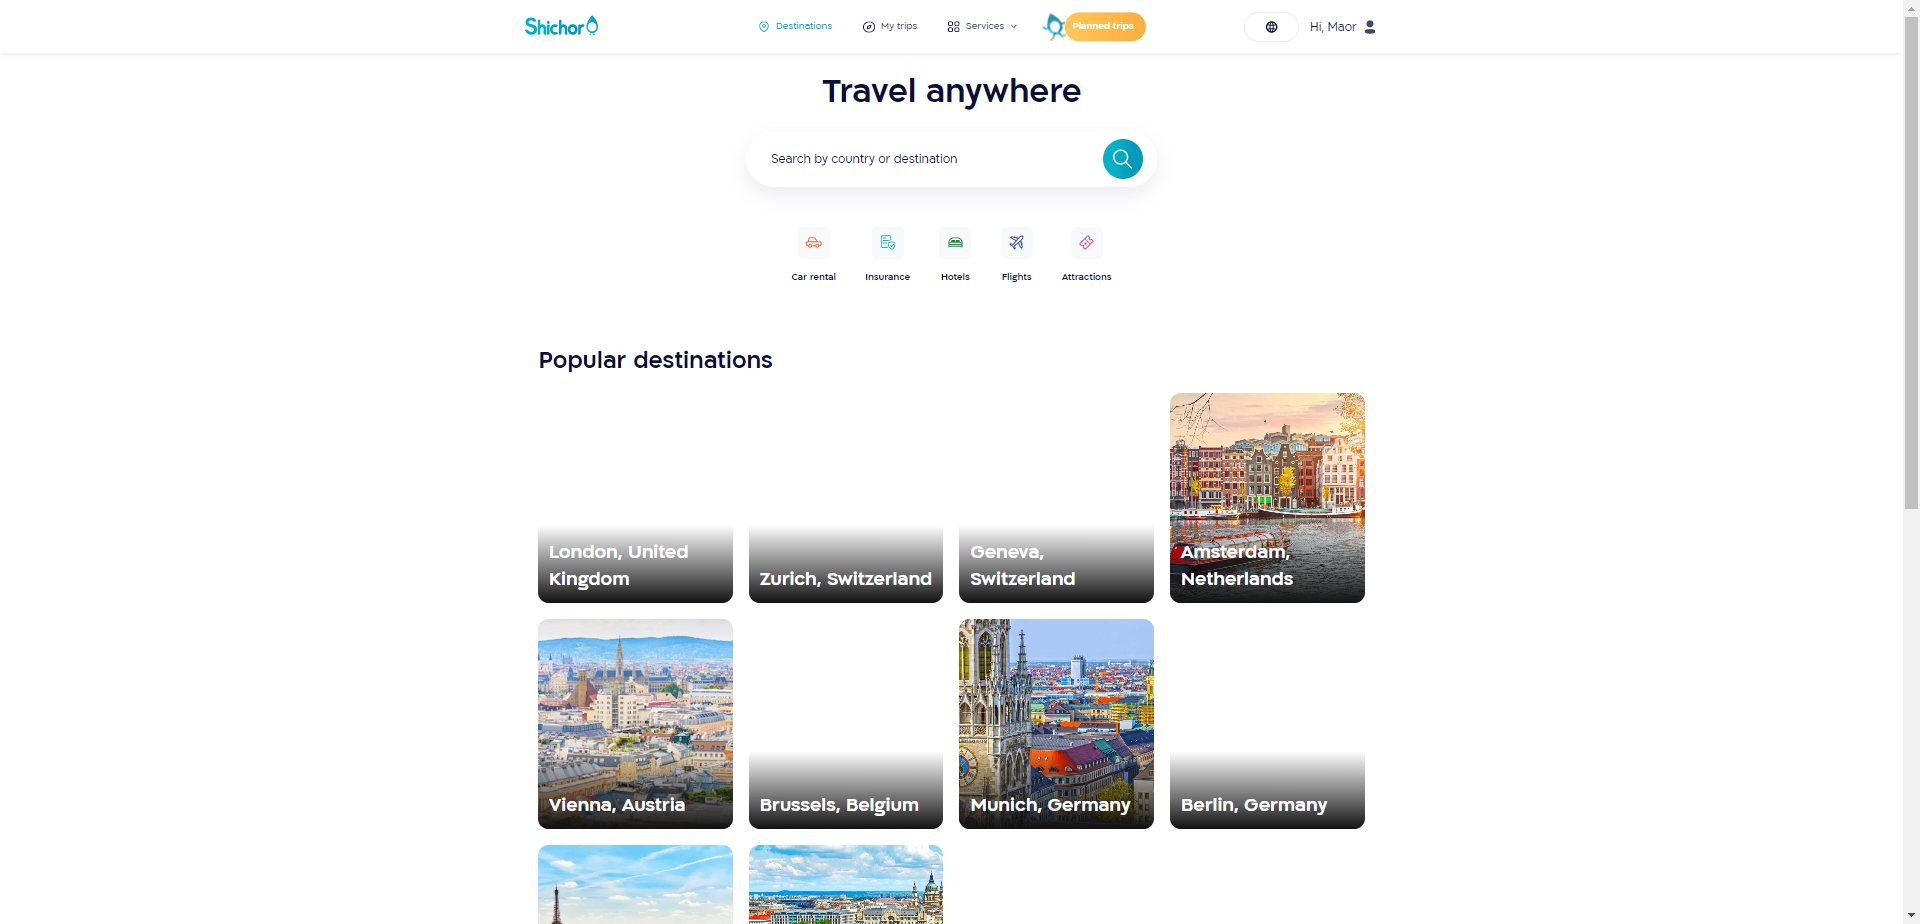 Shichor
Destinations
My trips
Services
Planned trips
Hi, Maor
Travel anywhere
Search by country or destination
Car rental
Insurance
Hotels
Flights
Attractions
Popular destinations
London, United
Kingdom
Zurich, Switzerland
Geneva,
Switzerland
Amsterdam,
Netherlands
Vienna, Austria
Brussels, Belgium
Munich, Germany
Berlin, Germany